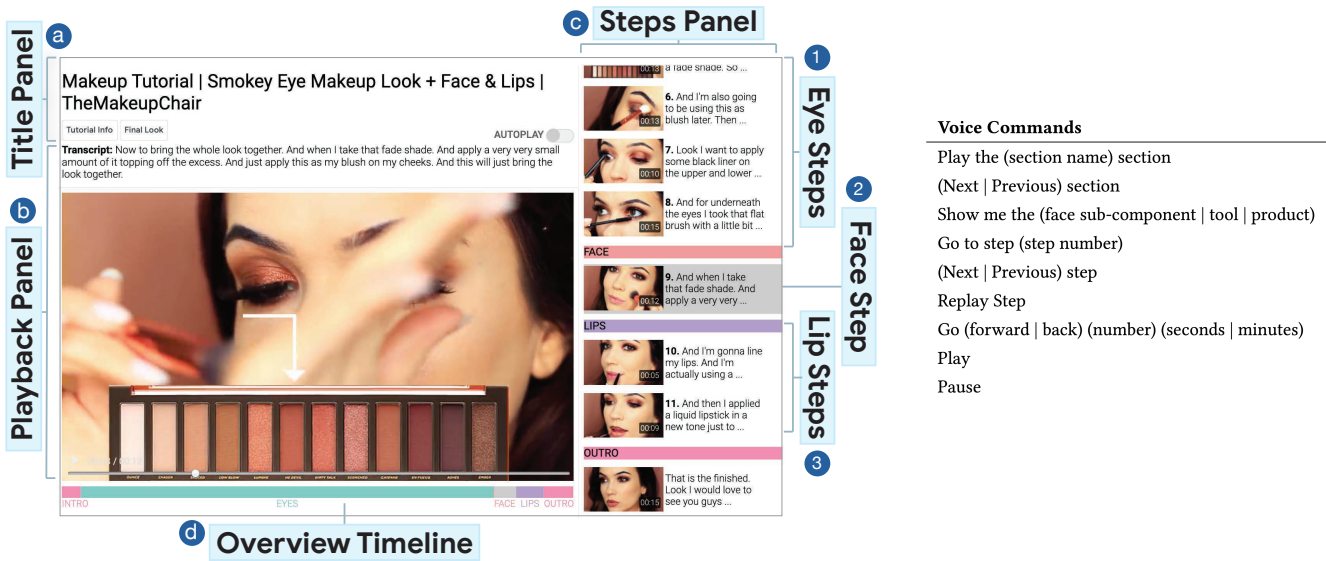 a
Title Panel
b
Playback Panel
c
Steps Panel
1
Eye Steps
2
Face Step
Lip Steps
3
d
Overview Timeline
Makeup Tutorial | Smokey Eye Makeup Look + Face & Lips |
TheMakeupChair
Tutorial Info
Final Look
AUTOPLAY
Transcript: Now to bring the whole look together. And when I take that fade shade. And apply a very very small
amount of it topping off the excess. And just apply this as my blush on my cheeks. And this will just bring the
look together.
INTRO
EYES
FACE
LIPS
OUTRO
a fade shade. So ...
6. And I'm also going
to be using this as
blush later. Then ...
00:13
7. Look I want to apply
some black liner on
the upper and lower ...
00:10
8. And for underneath
the eyes I took that flat
brush with a little bit ...
00:15
FACE
9. And when I take
that fade shade. And
apply a very very ...
00:12
LIPS
10. And I'm gonna line
my lips. And I'm
actually using a ...
00:05
11. And then I applied
a liquid lipstick in a
new tone just to ...
00:09
OUTRO
That is the finished.
Look I would love to
see you guys ...
00:15
Voice Commands
Play the (section name) section
(Next | Previous) section
Show me the (face sub-component | tool | product)
Go to step (step number)
(Next | Previous) step
Replay Step
Go (forward | back) (number) (seconds | minutes)
Play
Pause